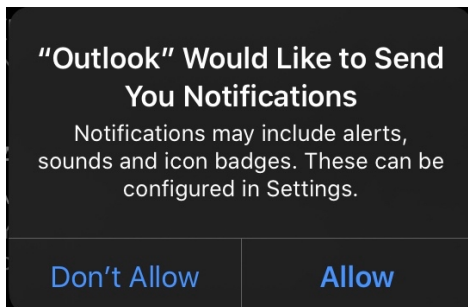 “Outlook” Would Like to Send
You Notifications
Notifications may include alerts,
sounds and icon badges. These can be
configured in Settings.
Don’t Allow
Allow